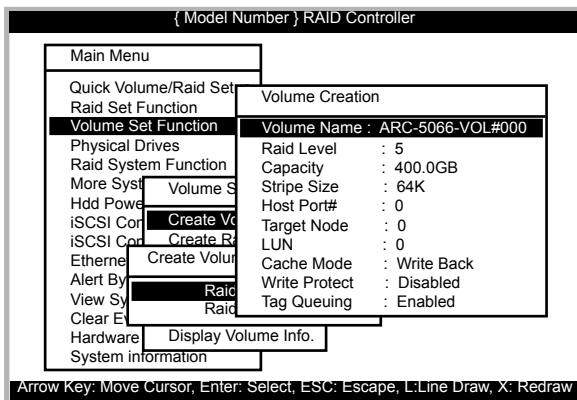 { Model Number } RAID Controller
Main Menu
Quick Volume/Raid Set
Raid Set Function
Volume Set Function
Physical Drives
Raid System Function
More Syst
Hdd Powe
iSCSI Con
iSCSI Con
Etherne
Alert By
View Sy
Clear Ev
Hardware
System information
Volume S
Create Vo
Create Ra
Display Volume Info.
Create Volum
Raid
Raid
Volume Creation
Volume Name : ARC-5066-VOL#000
Raid Level : 5
Capacity : 400.0GB
Stripe Size : 64K
Host Port# : 0
Target Node : 0
LUN : 0
Cache Mode : Write Back
Write Protect : Disabled
Tag Queuing : Enabled
Arrow Key: Move Cursor, Enter: Select, ESC: Escape, L:Line Draw, X: Redraw